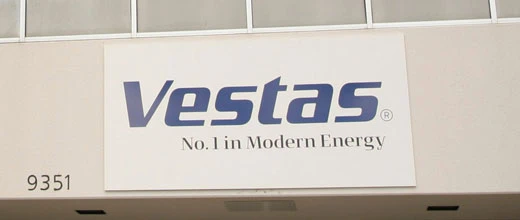 Vestas®
No. 1 in Modern Energy
9351